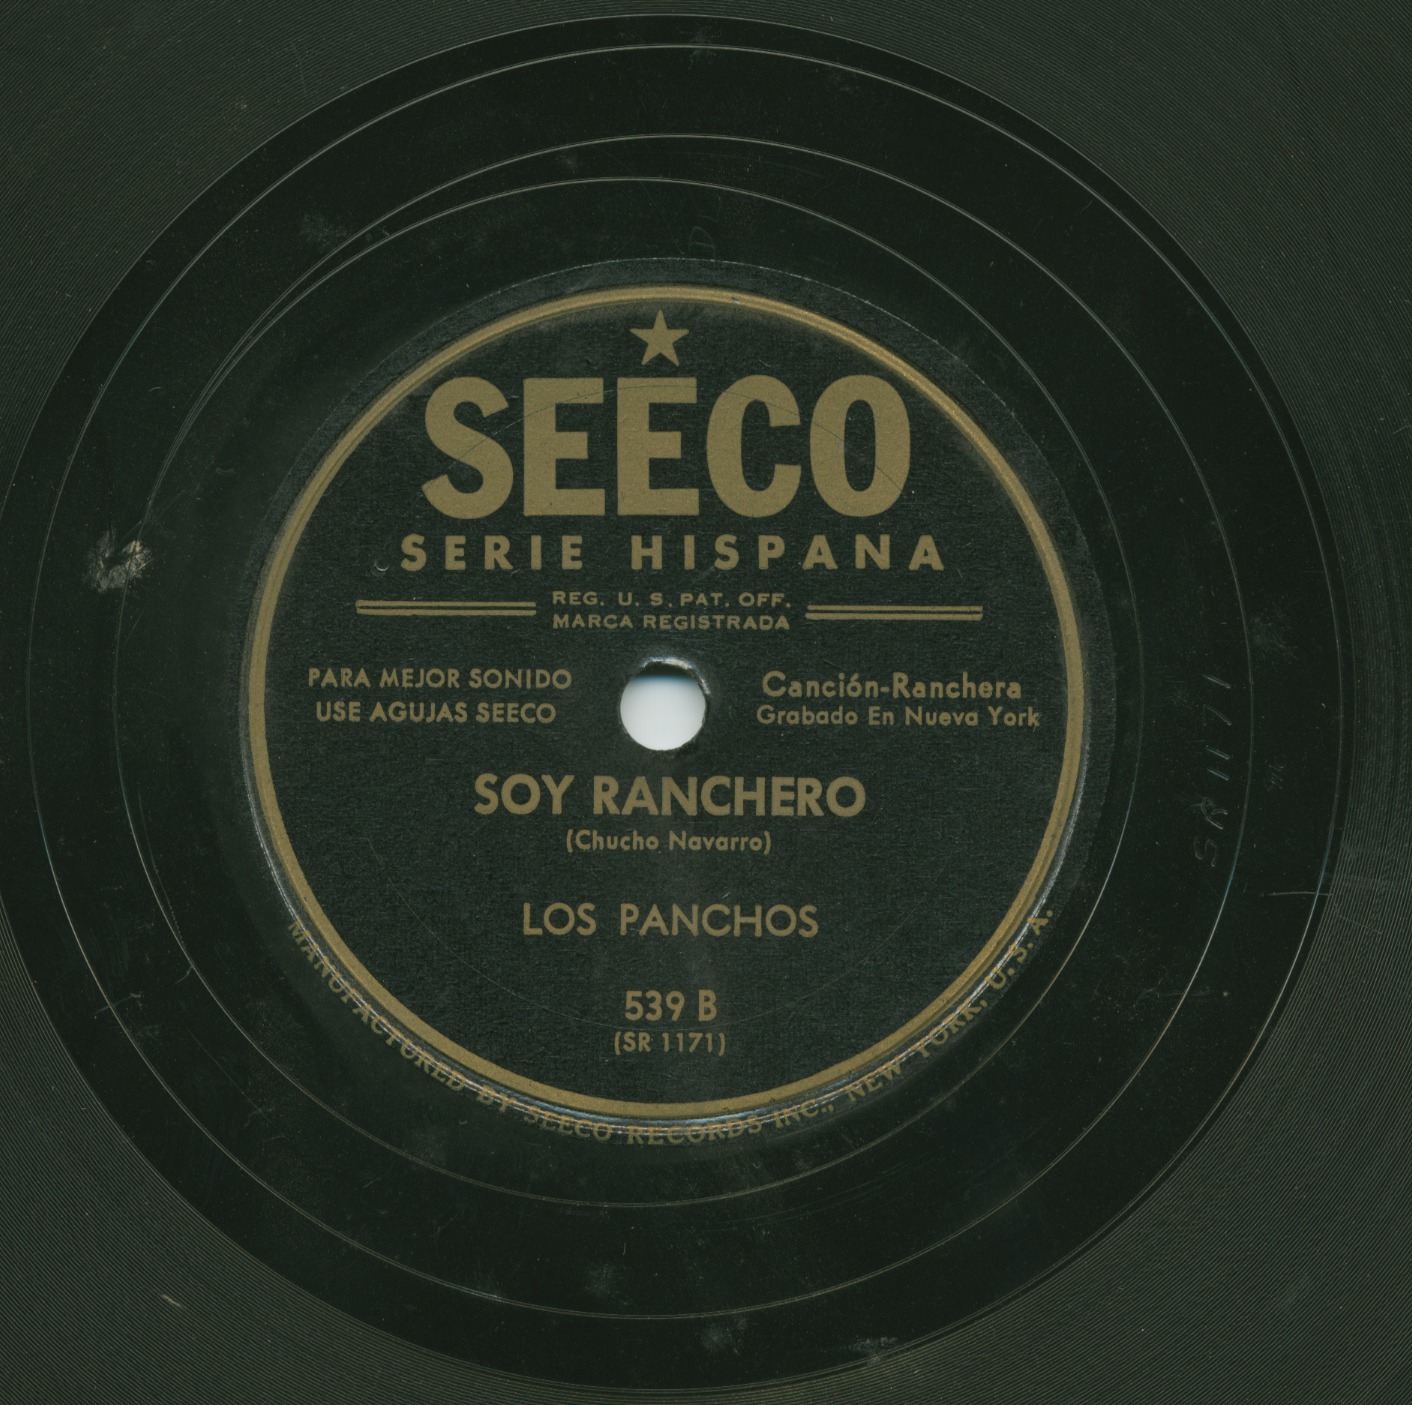 SEECO
SERIE HISPANA
REG. U. S. PAT. OFF.
MARCA REGISTRADA
PARA MEJOR SONIDO
USE AGUJAS SEECO
Canción-Ranchera
Grabado En Nueva York
SOY RANCHERO
(Chucho Navarro)
LOS PANCHOS
539 B
(SR 1171)
MANUFACTURED BY SEECO RECORDS INC., NEW YORK, U. S. A.